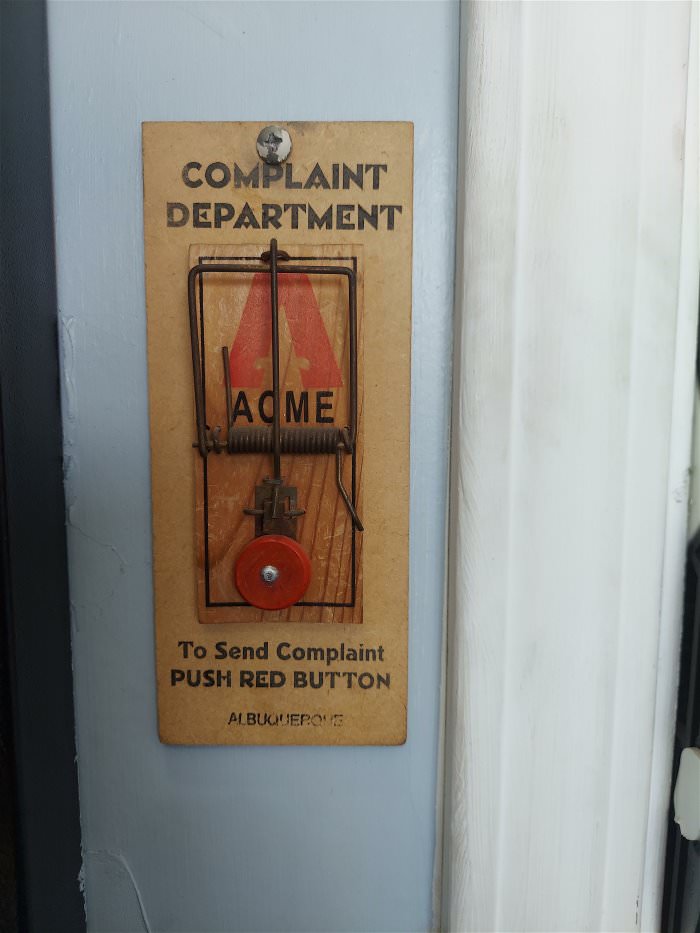 COMPLAINT
DEPARTMENT
A
ACME
To Send Complaint
PUSH RED BUTTON
ALBUQUERQUE